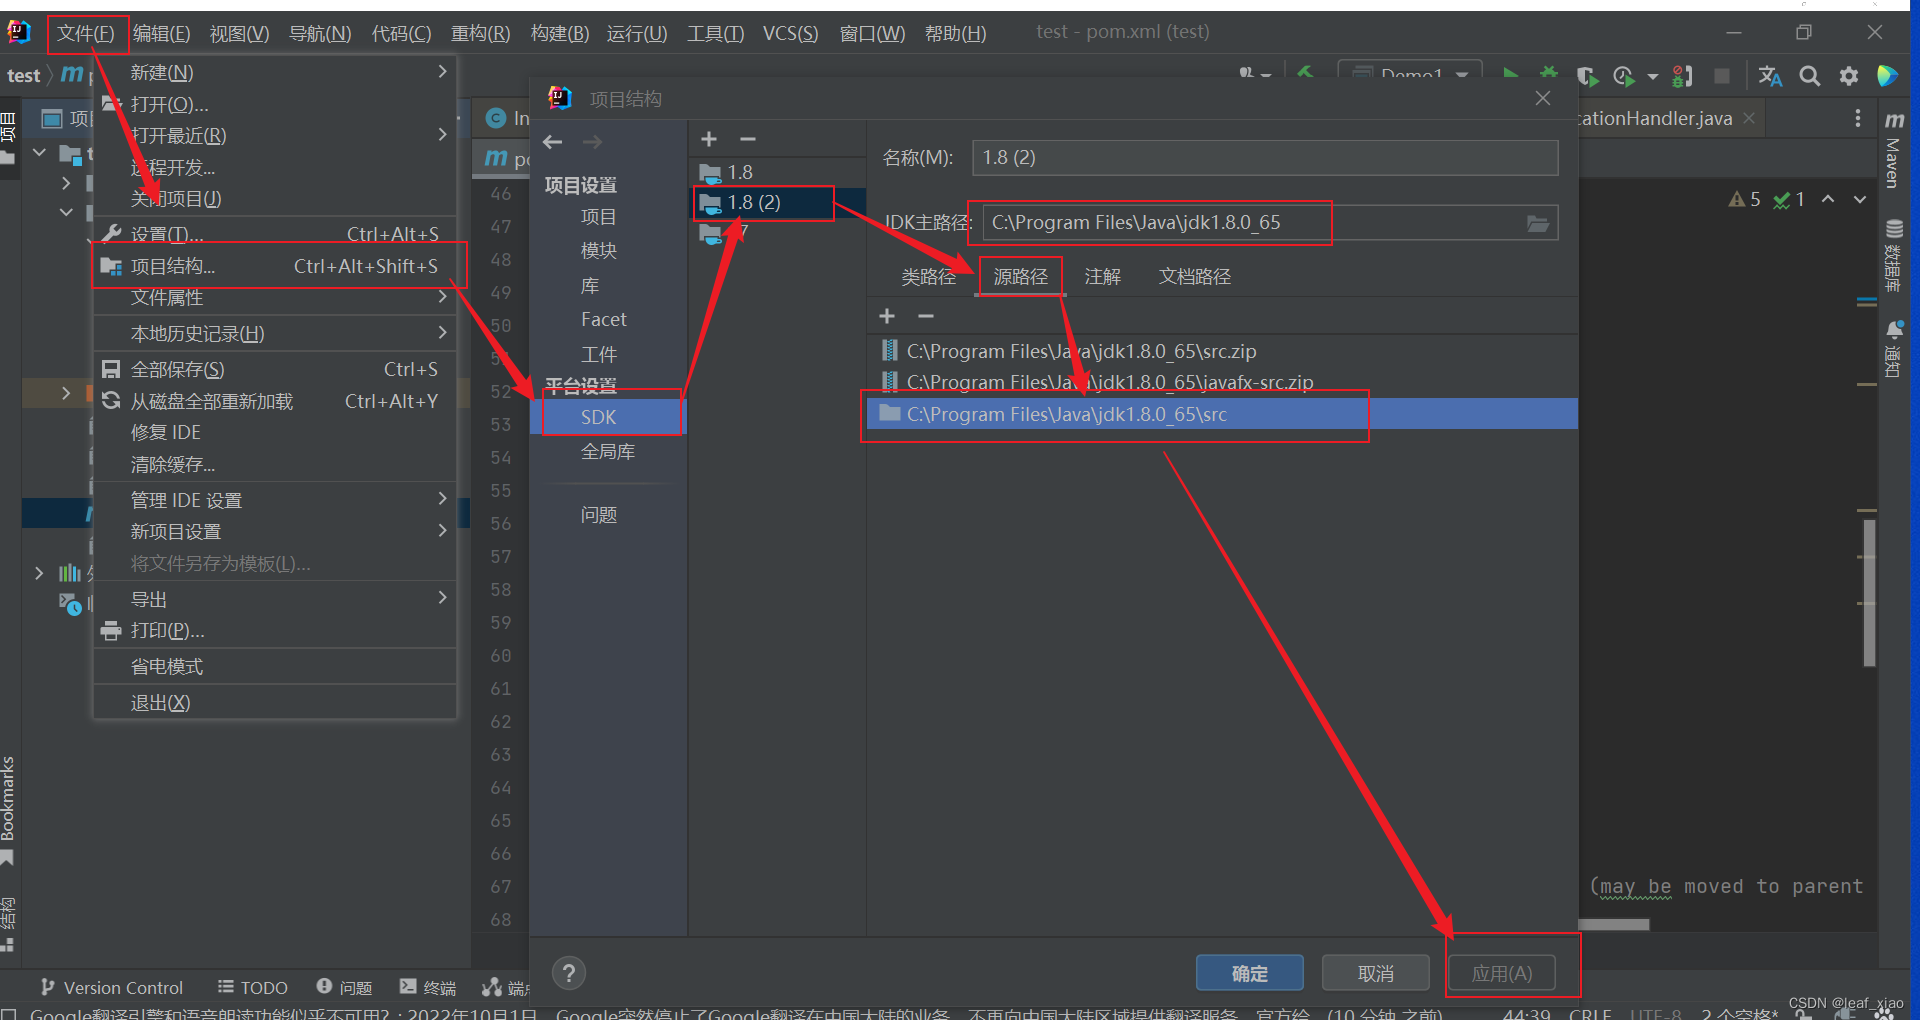 文件(F) 编辑(E) 视图(V) 导航(N) 代码(C) 重构(R) 构建(B) 运行(U) 工具(T) VCS(S) 窗口(W) 帮助(H) test - pom.xml (test)
test
Demo1
新建(N)
打开(O)...
打开最近(R)
远程开发...
关闭项目(J)
设置(T)... Ctrl+Alt+S
项目结构... Ctrl+Alt+Shift+S
文件属性
本地历史记录(H)
全部保存(S) Ctrl+S
从磁盘全部重新加载 Ctrl+Alt+Y
修复 IDE
清除缓存...
管理 IDE 设置
新项目设置
将文件另存为模板(L)...
导出
打印(P)...
省电模式
退出(X)
项目
Bookmarks
结构
46
47
48
49
50
52
53
54
55
56
57
58
59
60
61
62
63
64
65
66
67
68
项目结构
项目设置
项目
模块
库
Facet
工件
平台设置
SDK
全局库
问题
1.8
1.8 (2)
名称(M): 1.8 (2)
JDK主路径: C:\Program Files\Java\jdk1.8.0_65
类路径 源路径 注解 文档路径
C:\Program Files\Java\jdk1.8.0_65\src.zip
C:\Program Files\Java\jdk1.8.0_65\javafx-src.zip
C:\Program Files\Java\jdk1.8.0_65\src
确定 取消 应用(A)
cationHandler.java
5 1
Maven
数据库
通知
(may be moved to parent
Version Control TODO 问题 终端
Google翻译引擎和语音朗读功能似乎不可用? : 2022年10月1日, Google突然停止了Google翻译在中国大陆的业务, 不再向中国大陆区域提供翻译服务 (10 分钟 之前) 44:39 CRLF UTF-8 2 个空格*
CSDN @leaf_xiao